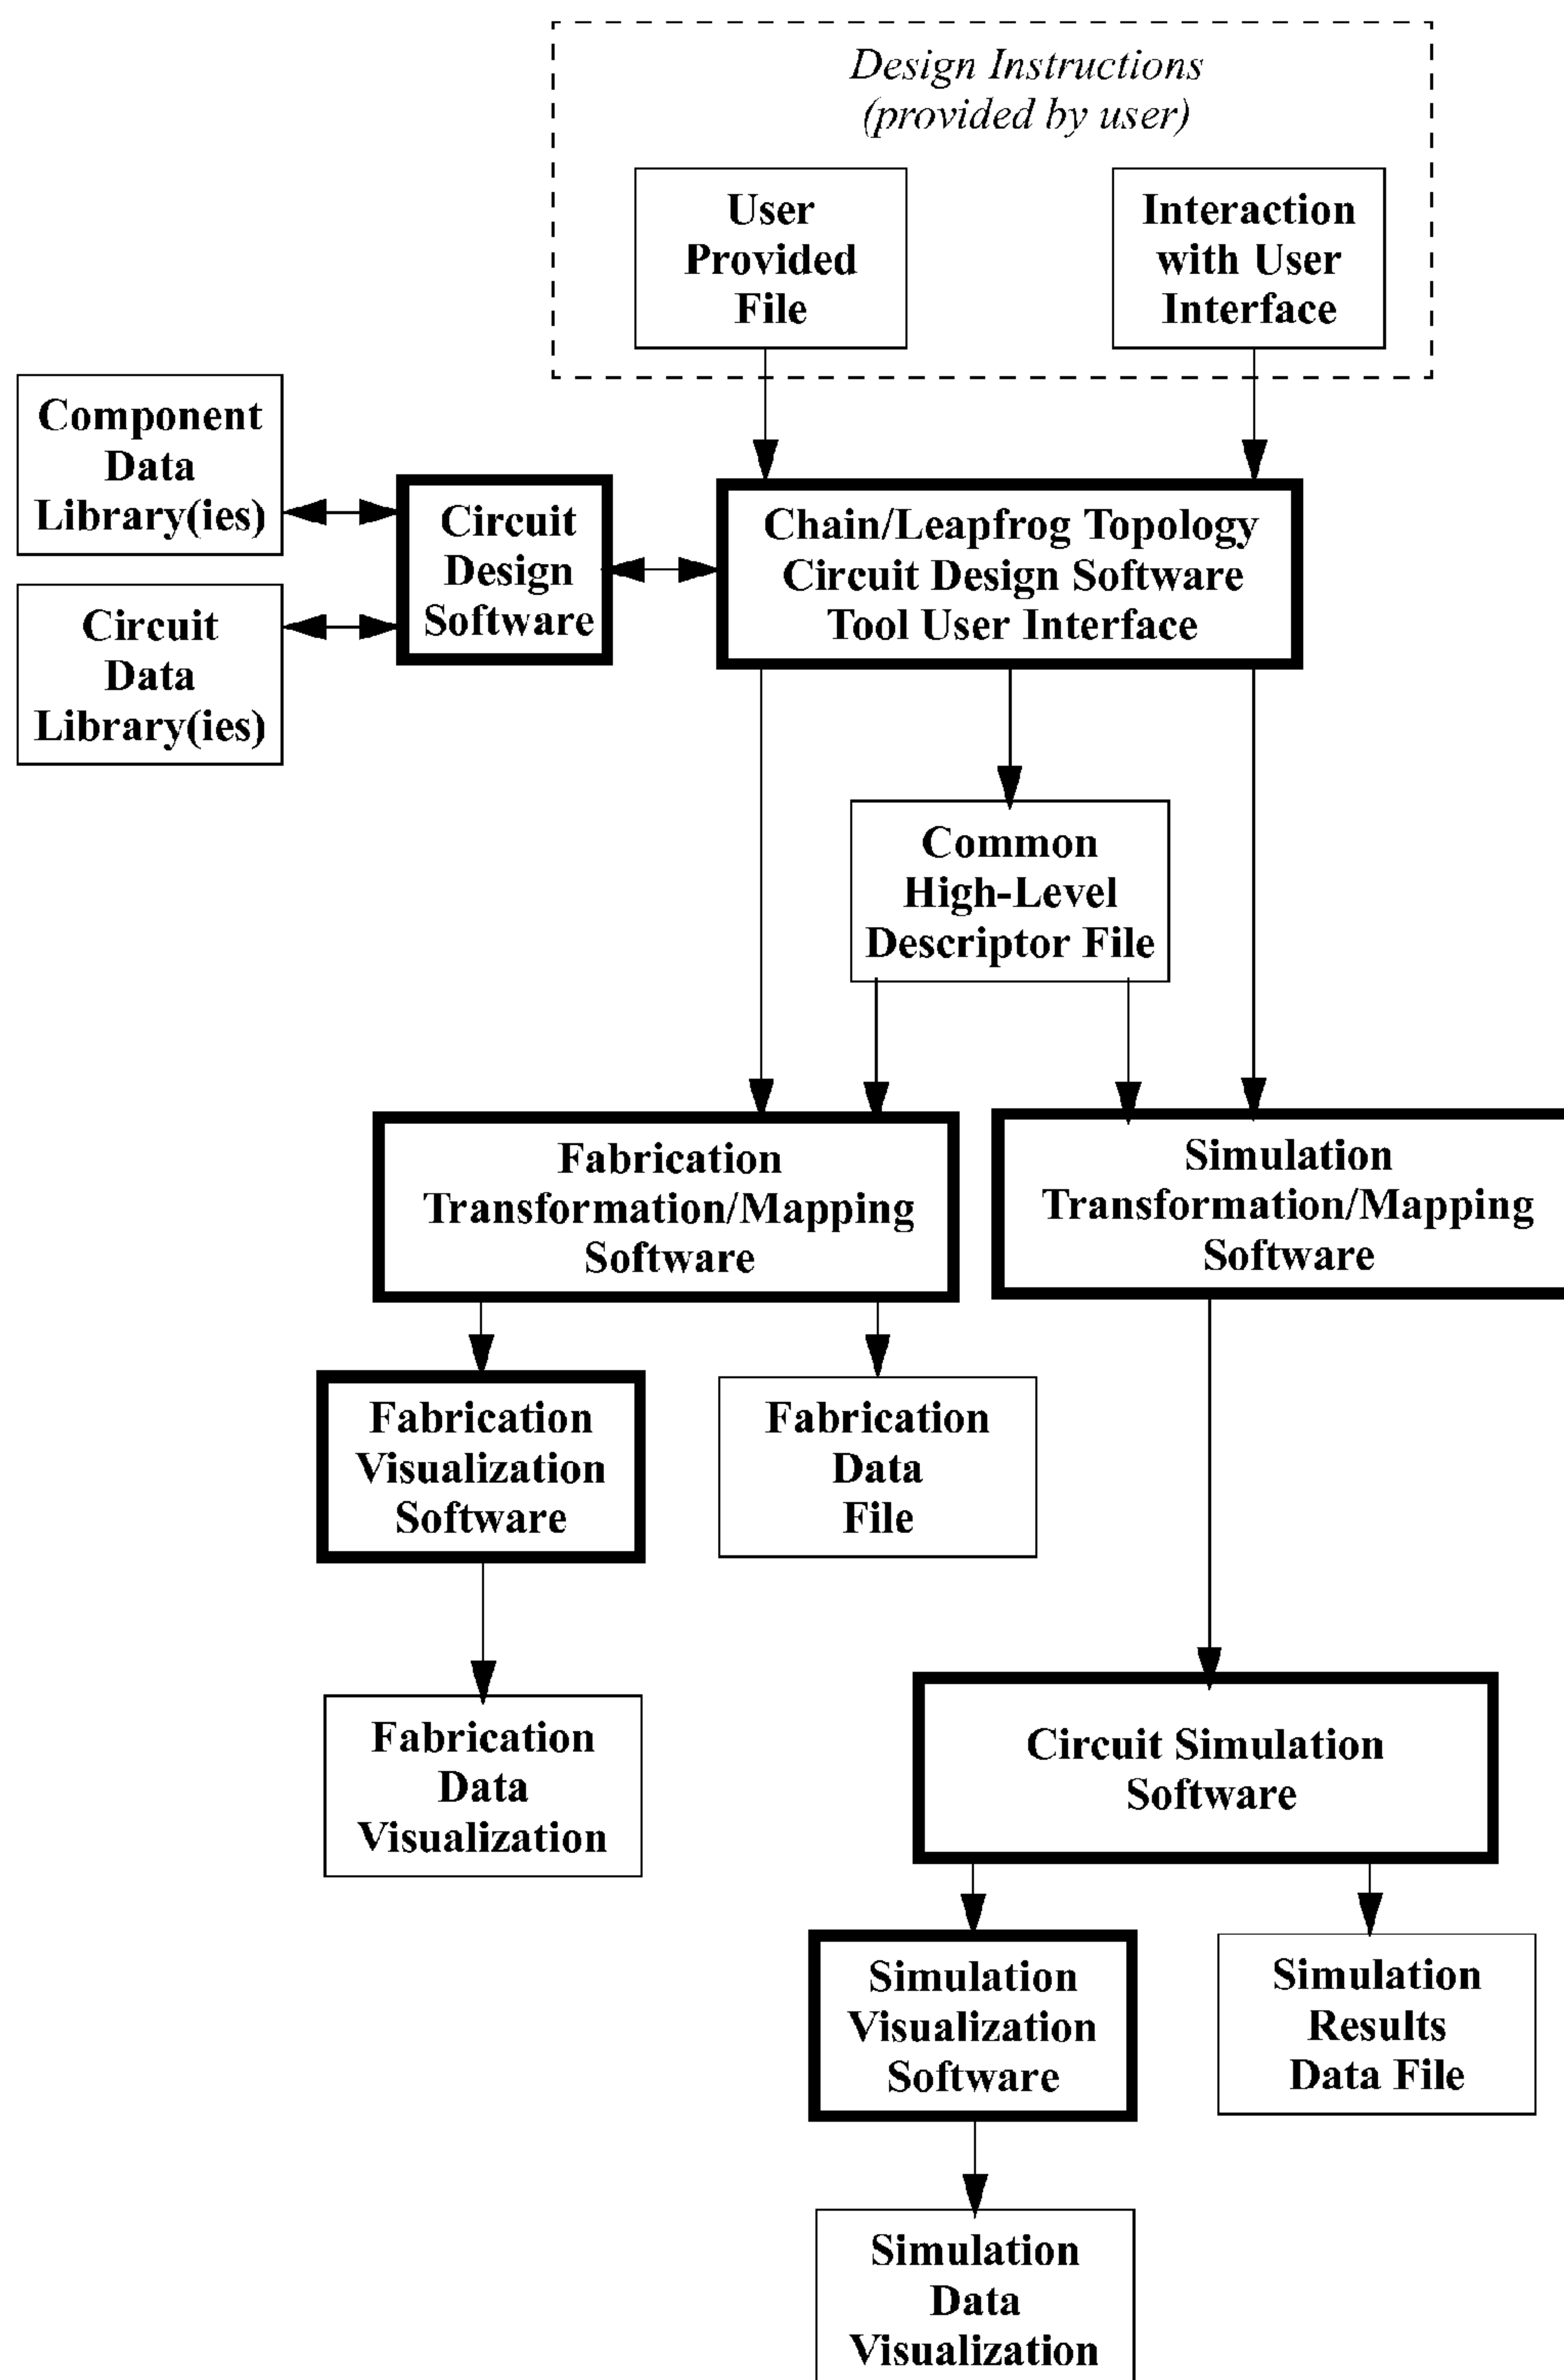 Design Instructions
(provided by user)
User
Provided
File
Interaction
with User
Interface
Component
Data
Library(ies)
Circuit
Data
Library(ies)
Circuit
Design
Software
Chain/Leapfrog Topology
Circuit Design Software
Tool User Interface
Common
High-Level
Descriptor File
Fabrication
Transformation/Mapping
Software
Simulation
Transformation/Mapping
Software
Fabrication
Visualization
Software
Fabrication
Data
File
Fabrication
Data
Visualization
Circuit Simulation
Software
Simulation
Visualization
Software
Simulation
Results
Data File
Simulation
Data
Visualization